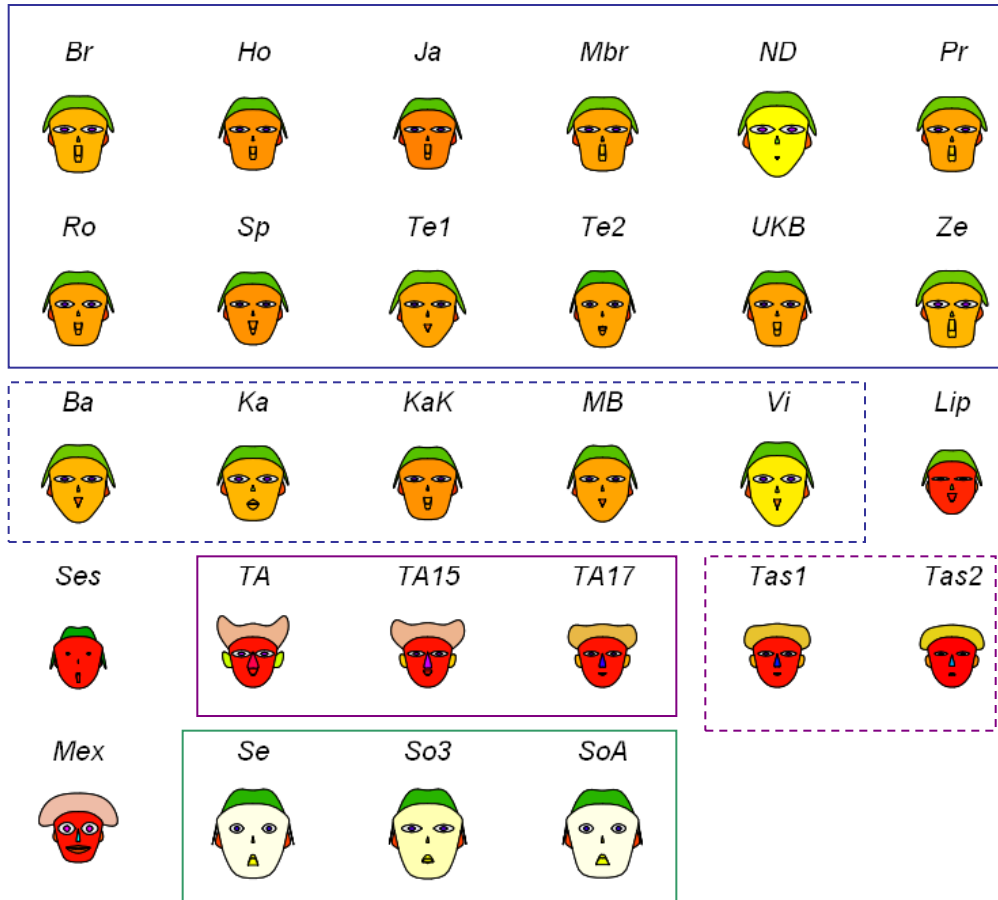 Br Ho Ja Mbr ND Pr
Ro Sp Te1 Te2 UKB Ze
Ba Ka KaK MB Vi Lip
Ses TA TA15 TA17 Tas1 Tas2
Mex Se So3 SoA